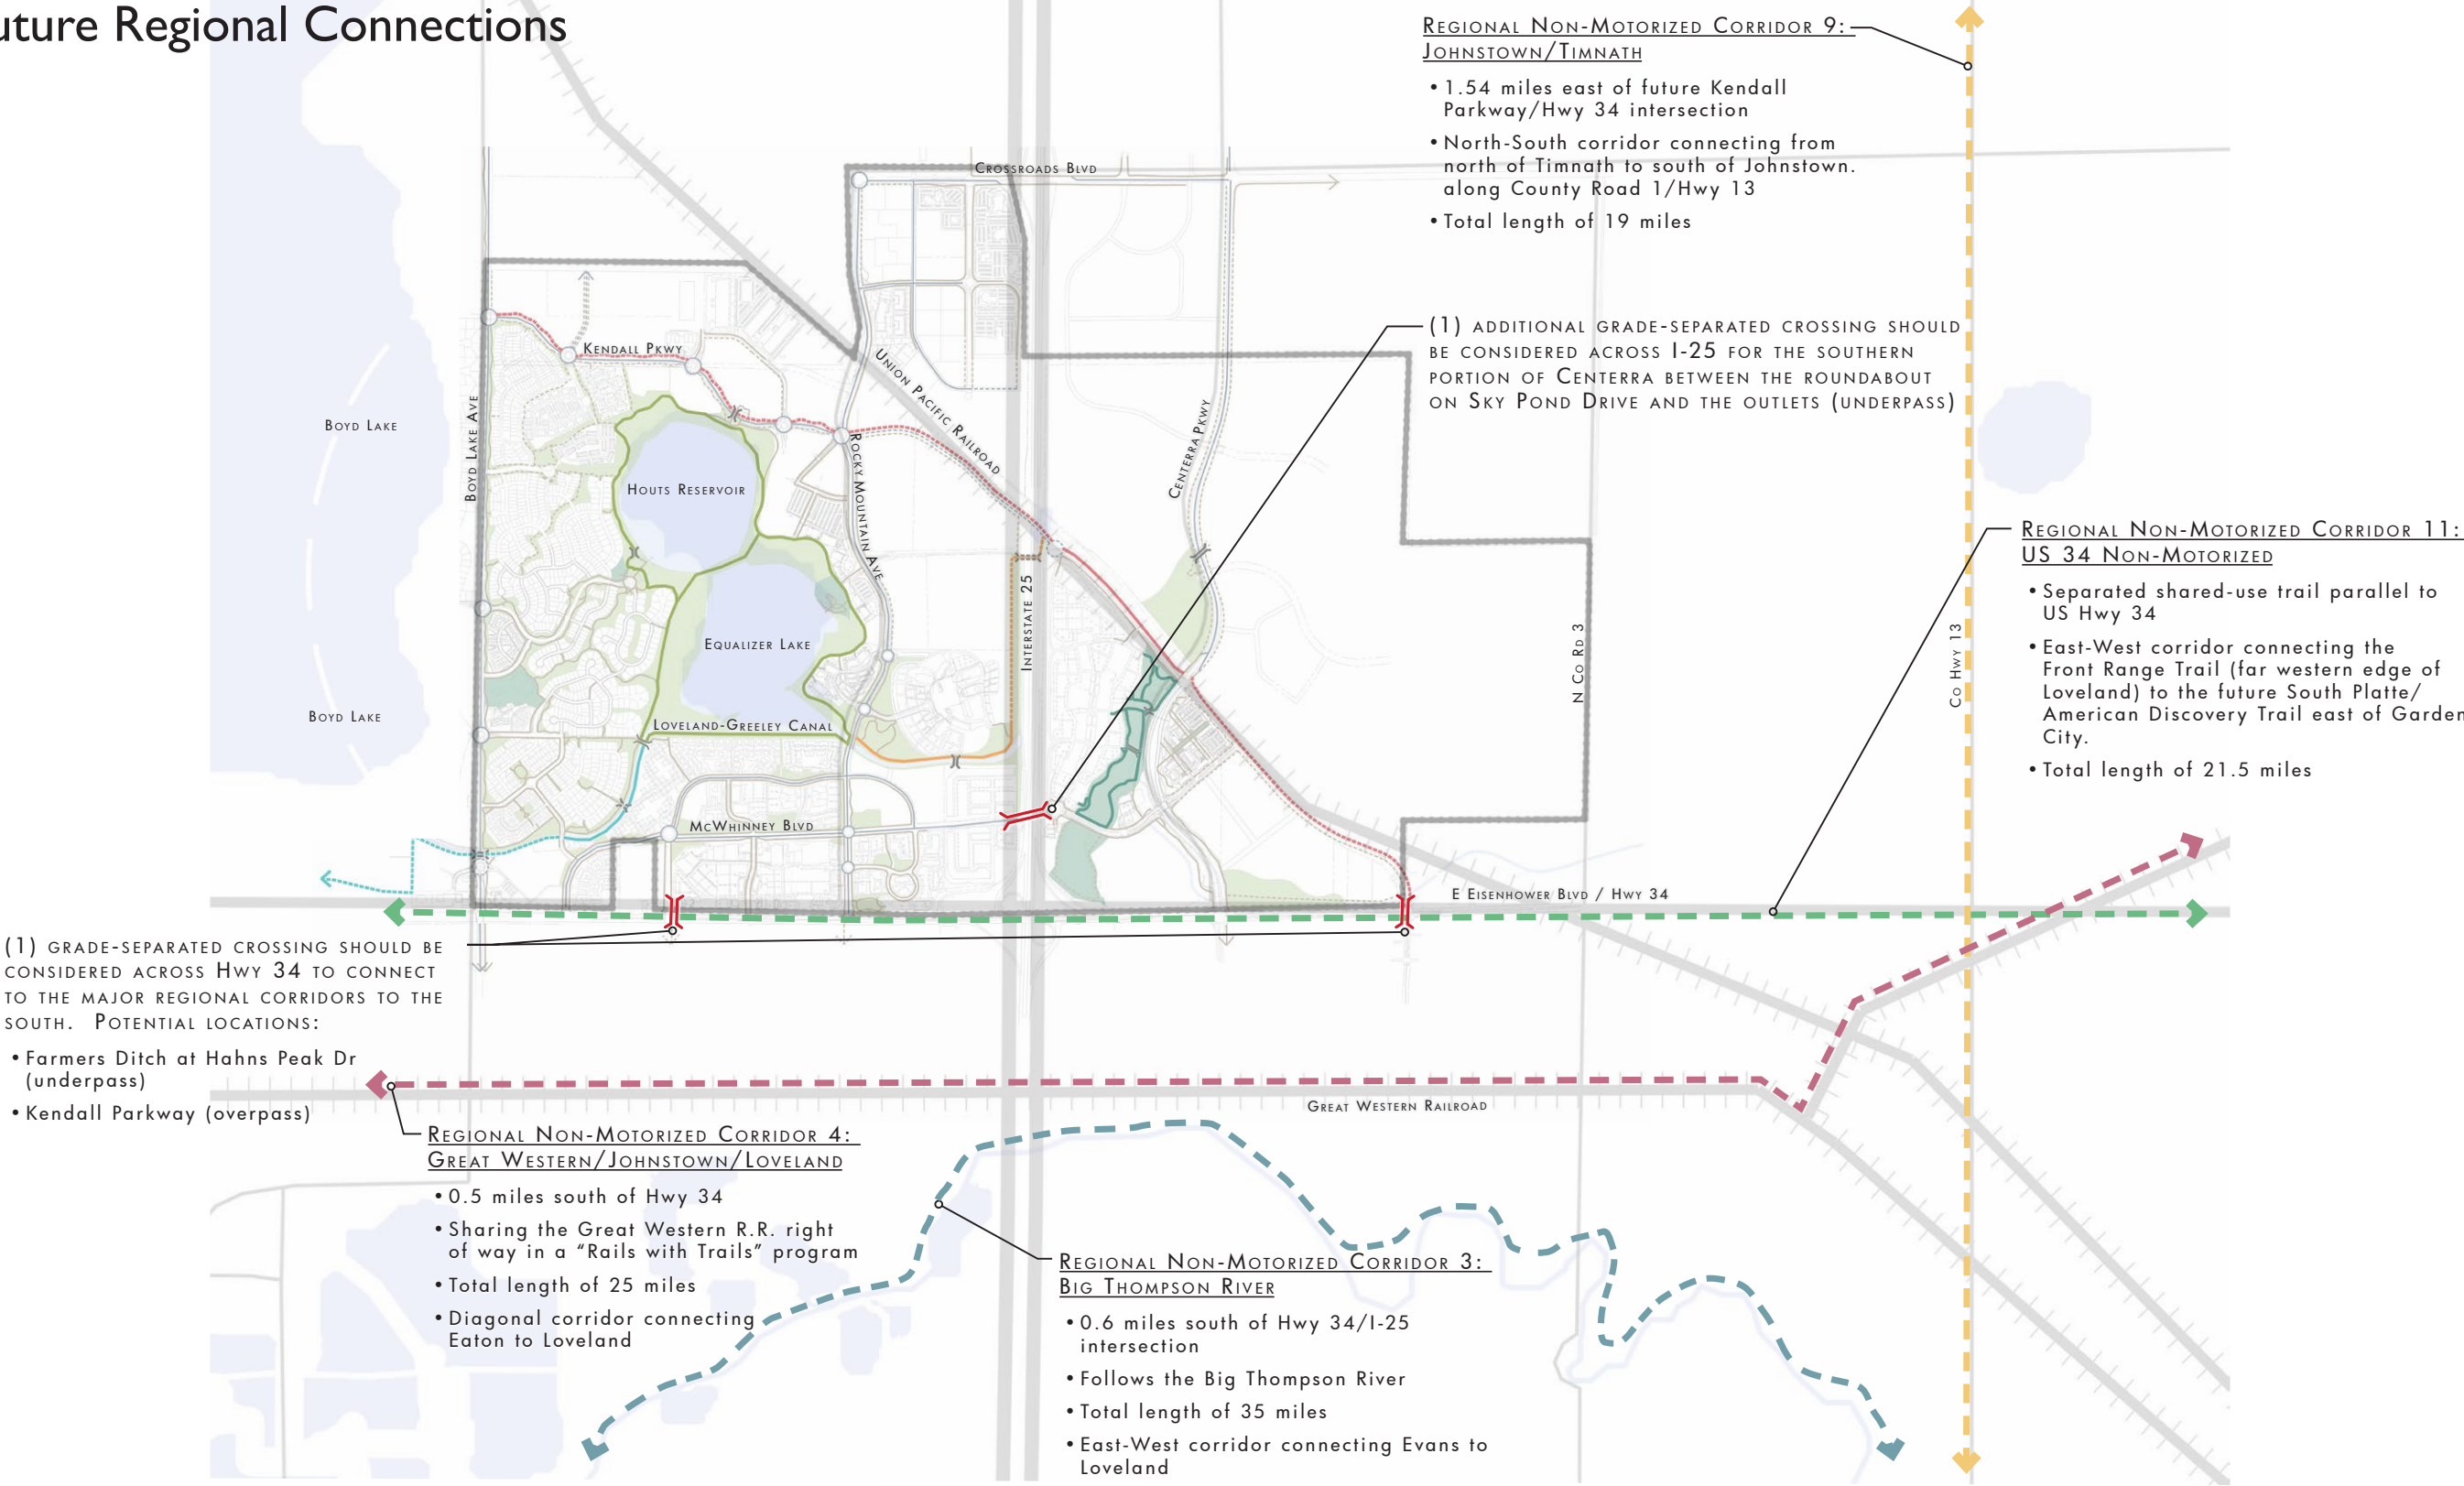 uture Regional Connections
Regional Non-Motorized Corridor 9:
Johnstown/Timnath
• 1.54 miles east of future Kendall
Parkway/Hwy 34 intersection
• North-South corridor connecting from
north of Timnath to south of Johnstown.
along County Road 1/Hwy 13
• Total length of 19 miles
(1) additional grade-separated crossing should
be considered across I-25 for the southern
portion of Centerra between the roundabout
on Sky Pond Drive and the outlets (underpass)
Regional Non-Motorized Corridor 11:
US 34 Non-Motorized
• Separated shared-use trail parallel to
US Hwy 34
• East-West corridor connecting the
Front Range Trail (far western edge of
Loveland) to the future South Platte/
American Discovery Trail east of Garden
City.
• Total length of 21.5 miles
Crossroads Blvd
Kendall Pkwy
Union Pacific Railroad
Boyd Lake
Boyd Lake Ave
Houts Reservoir
Rocky Mountain Ave
Centerra Pkwy
Interstate 25
Equalizer Lake
N Co Rd 3
Co Hwy 13
Boyd Lake
Loveland-Greeley Canal
McWhinney Blvd
E Eisenhower Blvd / Hwy 34
(1) grade-separated crossing should be
considered across Hwy 34 to connect
to the major regional corridors to the
south. Potential locations:
• Farmers Ditch at Hahns Peak Dr
(underpass)
• Kendall Parkway (overpass)
Great Western Railroad
Regional Non-Motorized Corridor 4:
Great Western/Johnstown/Loveland
• 0.5 miles south of Hwy 34
• Sharing the Great Western R.R. right
of way in a “Rails with Trails” program
• Total length of 25 miles
• Diagonal corridor connecting
Eaton to Loveland
Regional Non-Motorized Corridor 3:
Big Thompson River
• 0.6 miles south of Hwy 34/I-25
intersection
• Follows the Big Thompson River
• Total length of 35 miles
• East-West corridor connecting Evans to
Loveland